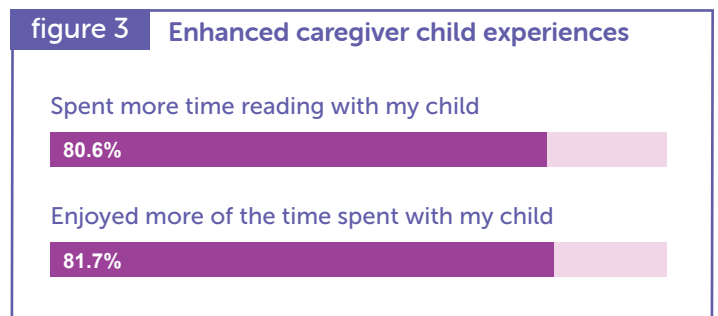 figure 3 Enhanced caregiver child experiences
Spent more time reading with my child
80.6%
Enjoyed more of the time spent with my child
81.7%